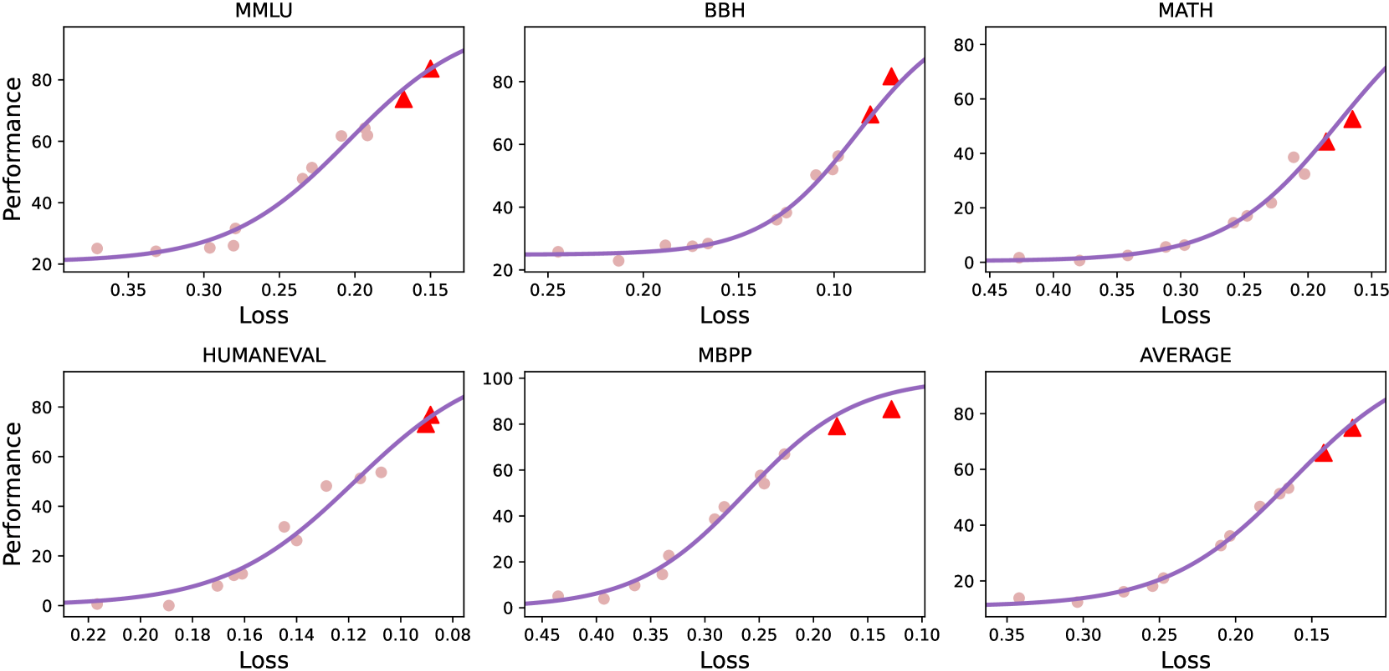 MMLU
Performance
80
60
40
20
0.35 0.30 0.25 0.20 0.15
Loss
BBH
80
60
40
20
0.25 0.20 0.15 0.10
Loss
MATH
80
60
40
20
0
0.45 0.40 0.35 0.30 0.25 0.20 0.15
Loss
HUMANEVAL
Performance
80
60
40
20
0
0.22 0.20 0.18 0.16 0.14 0.12 0.10 0.08
Loss
MBPP
100
80
60
40
20
0
0.45 0.40 0.35 0.30 0.25 0.20 0.15 0.10
Loss
AVERAGE
80
60
40
20
0.35 0.30 0.25 0.20 0.15
Loss